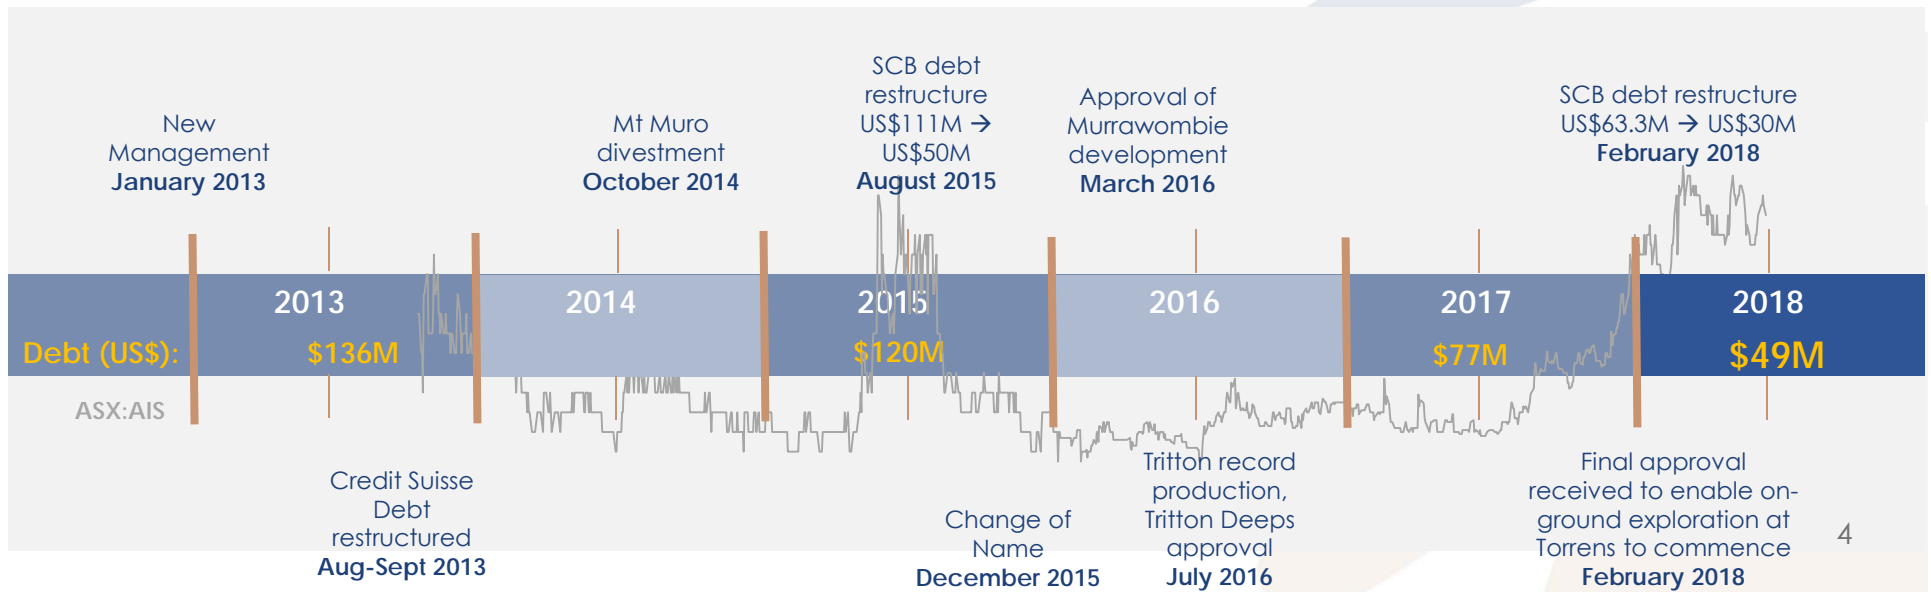 New
Management
January 2013
Mt Muro
divestment
October 2014
SCB debt
restructure
US$111M →
US$50M
August 2015
Approval of
Murrawombie
development
March 2016
SCB debt restructure
US$63.3M → US$30M
February 2018
2013
2014
2015
2016
2017
2018
Debt (US$):
$136M
$120M
$77M
$49M
ASX:AIS
Credit Suisse
Debt
restructured
Aug-Sept 2013
Change of
Name
December 2015
Tritton record
production,
Tritton Deeps
approval
July 2016
Final approval
received to enable on-
ground exploration at
Torrens to commence
February 2018
4